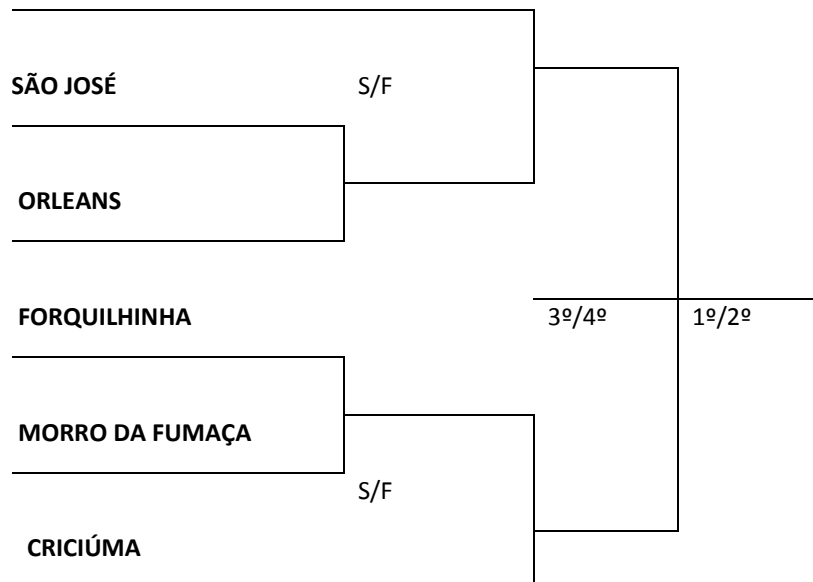 SÃO JOSÉ S/F
ORLEANS
FORQUILHINHA 3º/4º 1º/2º
MORRO DA FUMAÇA
S/F
CRICIÚMA